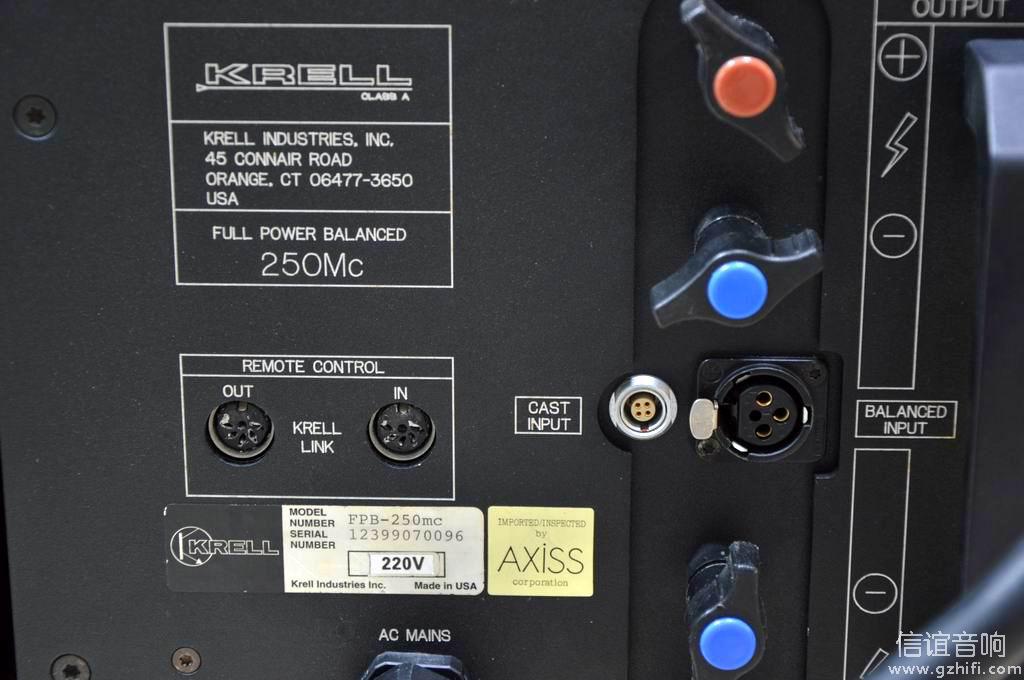 KRELL
CLASS A
KRELL INDUSTRIES, INC.
45 CONNAIR ROAD
ORANGE, CT 06477-3650
USA
FULL POWER BALANCED
250Mc
OUTPUT
REMOTE CONTROL
OUT
IN
KRELL
LINK
CAST
INPUT
BALANCED
INPUT
KRELL
MODEL
NUMBER
FPB-250mc
SERIAL
NUMBER
12399070096
220V
Krell Industries Inc.
Made in USA
IMPORTED/INSPECTED
by
AXISS
corporation
AC MAINS
信谊音响
www.gzhifi.com